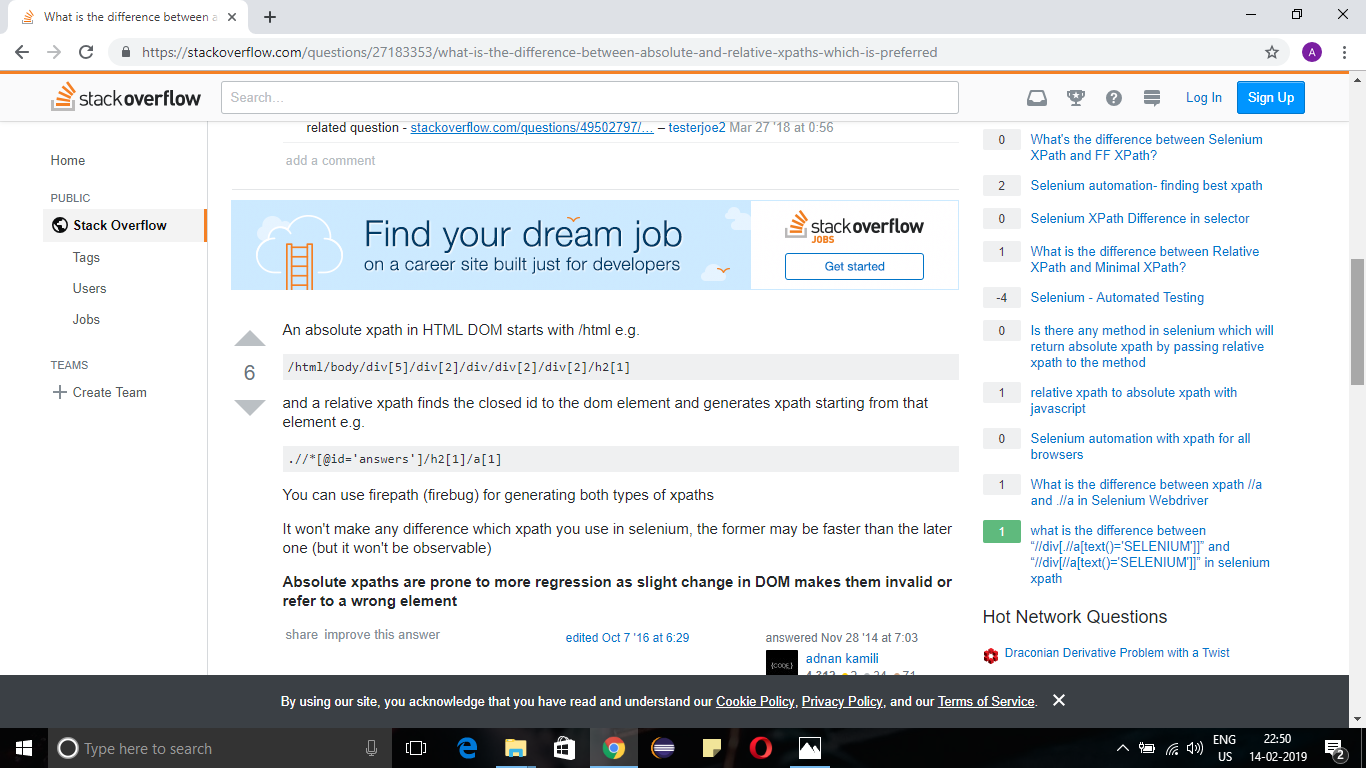 What is the difference between a
https://stackoverflow.com/questions/27183353/what-is-the-difference-between-absolute-and-relative-xpaths-which-is-preferred
A
stackoverflow
Search...
Log In
Sign Up
Home
PUBLIC
Stack Overflow
Tags
Users
Jobs
TEAMS
Create Team
related question - stackoverflow.com/questions/49502797/... – testerjoe2 Mar 27 '18 at 0:56
add a comment
Find your dream job
on a career site built just for developers
stackoverflow
JOBS
Get started
6
An absolute xpath in HTML DOM starts with /html e.g.
/html/body/div[5]/div[2]/div/div[2]/div[2]/h2[1]
and a relative xpath finds the closed id to the dom element and generates xpath starting from that
element e.g.
.//*[@id='answers']/h2[1]/a[1]
You can use firepath (firebug) for generating both types of xpaths
It won't make any difference which xpath you use in selenium, the former may be faster than the later
one (but it won't be observable)
Absolute xpaths are prone to more regression as slight change in DOM makes them invalid or
refer to a wrong element
share improve this answer
edited Oct 7 '16 at 6:29
answered Nov 28 '14 at 7:03
{CODE}
adnan kamili
0 What's the difference between Selenium
XPath and FF XPath?
2 Selenium automation- finding best xpath
0 Selenium XPath Difference in selector
1 What is the difference between Relative
XPath and Minimal XPath?
-4 Selenium - Automated Testing
0 Is there any method in selenium which will
return absolute xpath by passing relative
xpath to the method
1 relative xpath to absolute xpath with
javascript
0 Selenium automation with xpath for all
browsers
1 What is the difference between xpath //a
and .//a in Selenium Webdriver
1 what is the difference between
“//div[.//a[text()='SELENIUM']]” and
“//div[//a[text()='SELENIUM']]” in selenium
xpath
Hot Network Questions
Draconian Derivative Problem with a Twist
By using our site, you acknowledge that you have read and understand our Cookie Policy, Privacy Policy, and our Terms of Service.
Type here to search
ENG
US
22:50
14-02-2019
2